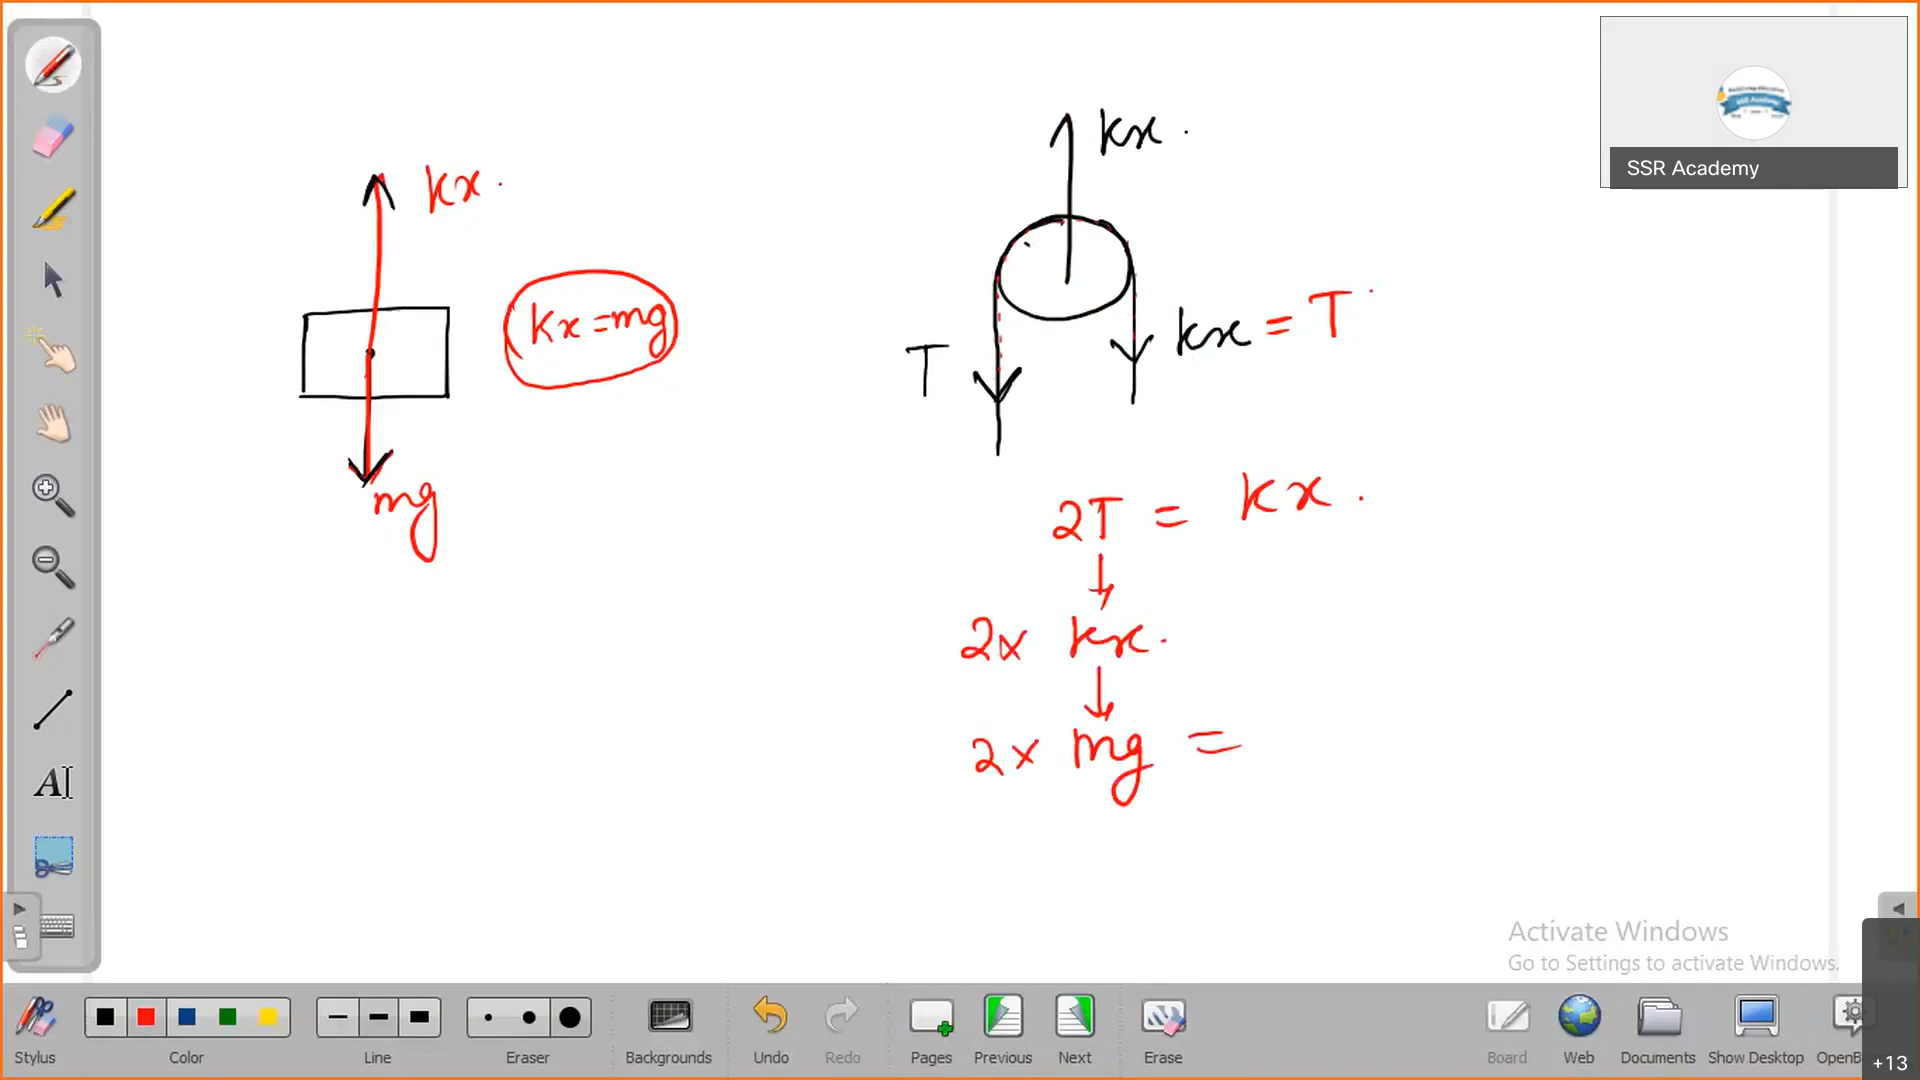 SSR Academy
kx.
kx = mg
mg
kx.
T
kx = T
2T = kx.
2x kx.
2x mg =
Activate Windows
Go to Settings to activate Windows.
Stylus
Color
Line
Eraser
Backgrounds
Undo
Redo
Pages
Previous
Next
Erase
Board
Web
Documents
Show Desktop
OpenB
+13